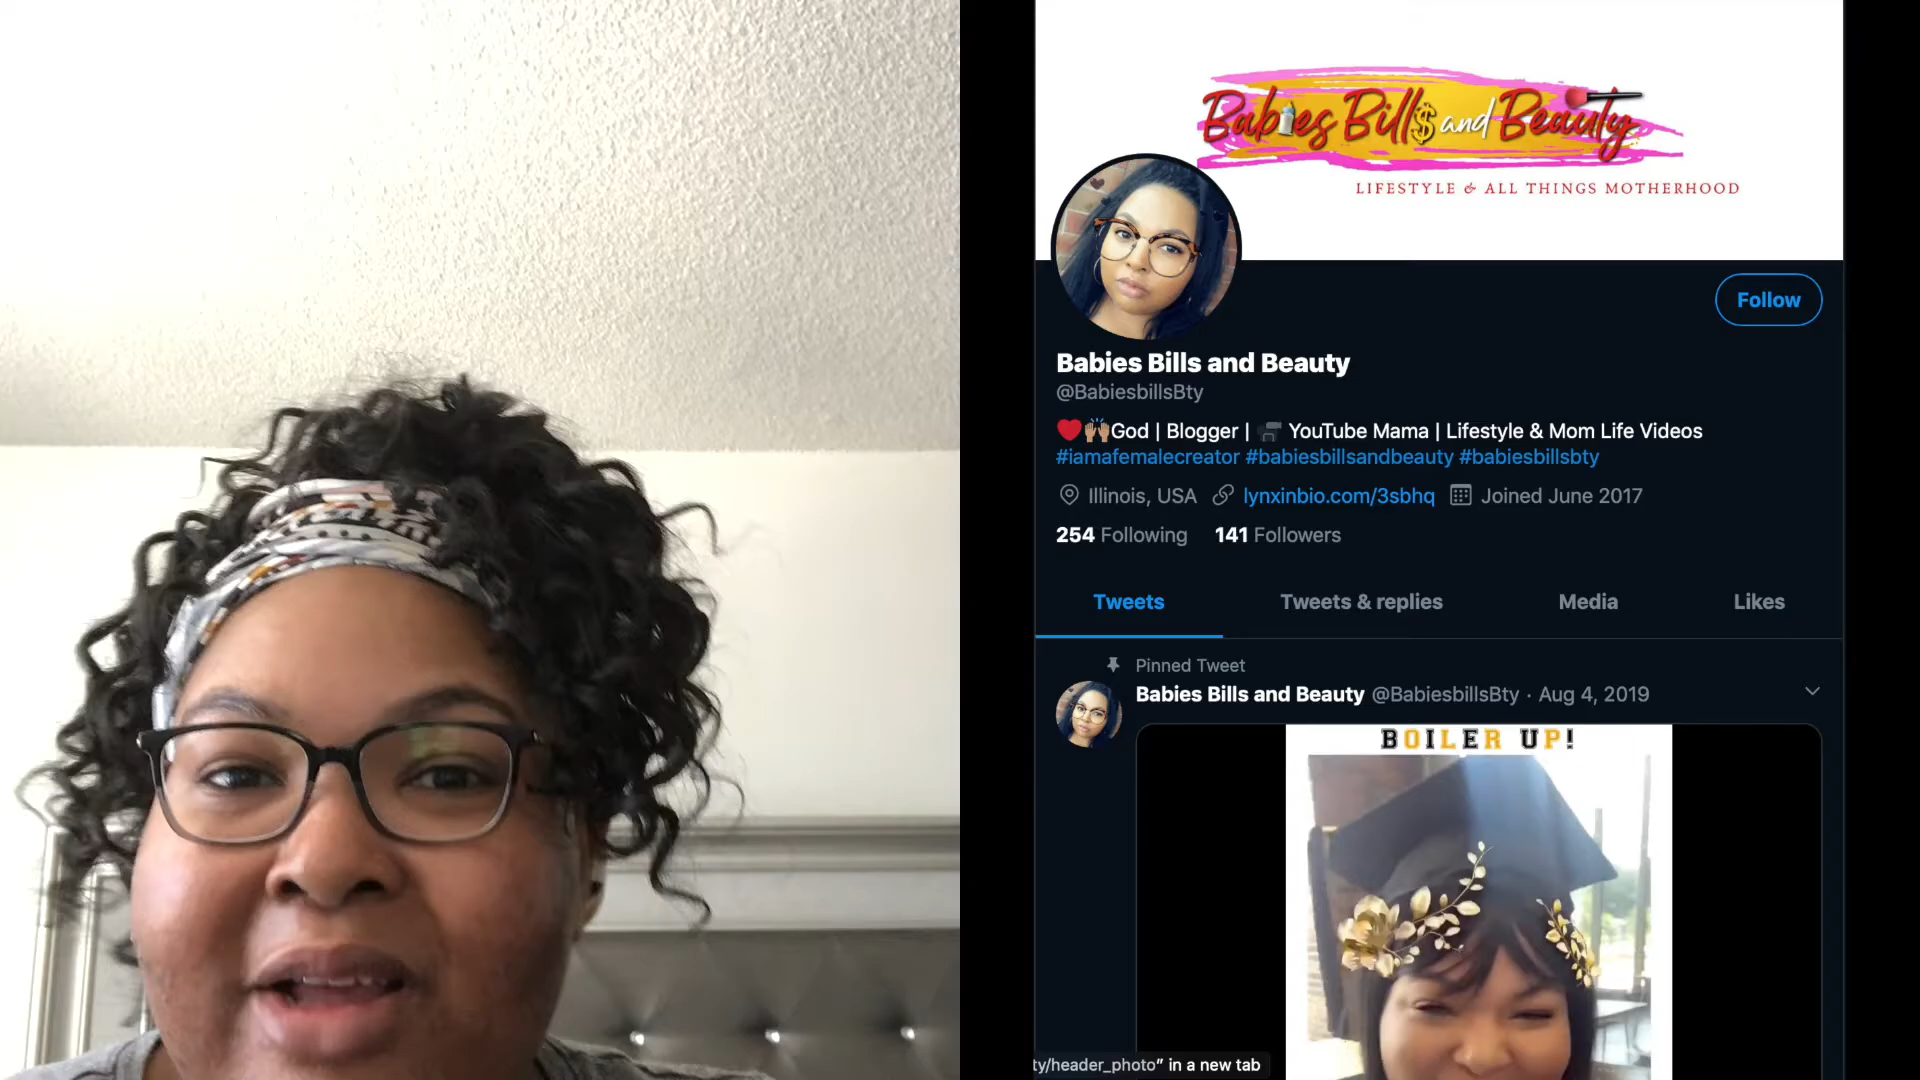 Babies Bill$ and Beauty
LIFESTYLE & ALL THINGS MOTHERHOOD
Follow
Babies Bills and Beauty
@BabiesbillsBty
❤️🙌🏽God | Blogger | 🎥 YouTube Mama | Lifestyle & Mom Life Videos
#iamafemalecreator #babiesbillsandbeauty #babiesbillsbty
Illinois, USA lynxinbio.com/3sbhq Joined June 2017
254 Following 141 Followers
Tweets Tweets & replies Media Likes
Pinned Tweet
Babies Bills and Beauty @BabiesbillsBty · Aug 4, 2019
BOILER UP!
ty/header_photo” in a new tab